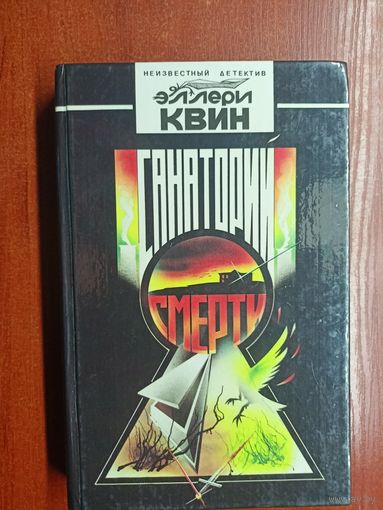 НЕИЗВЕСТНЫЙ ДЕТЕКТИВ
ЭЛЛЕРИ
КВИН
САНАТОРИЙ
СМЕРТИ